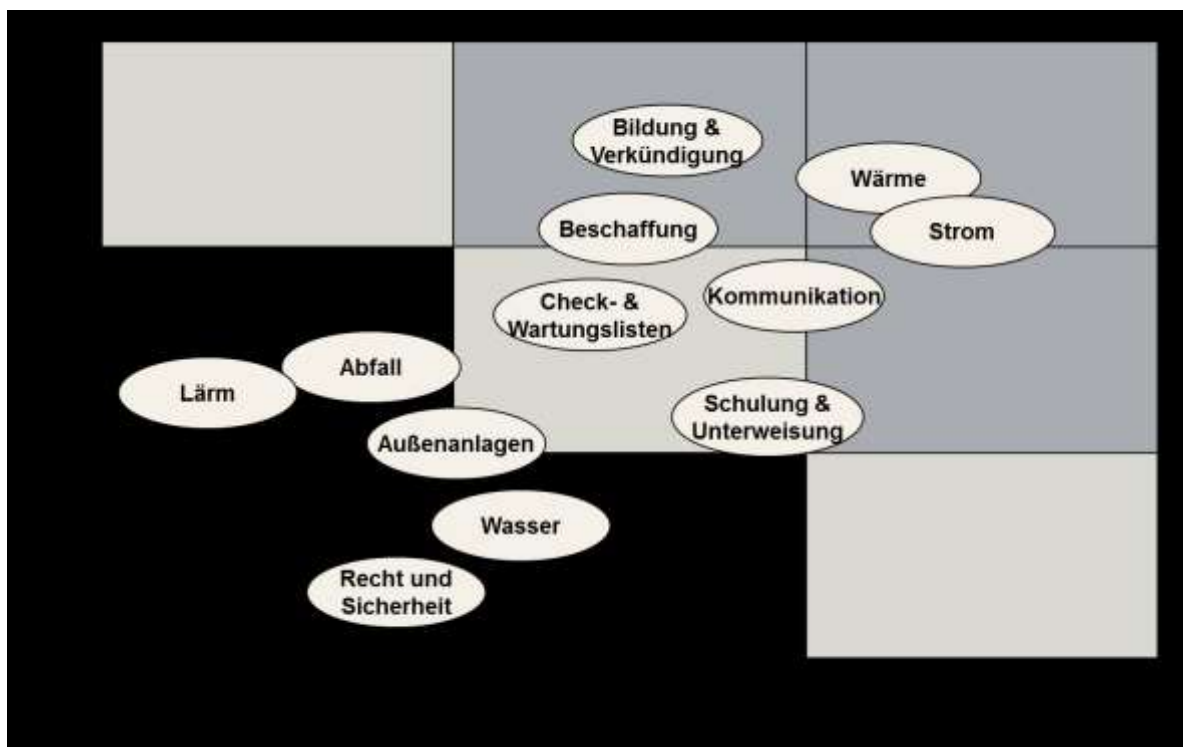 Bildung &
Verkündigung
Wärme
Beschaffung
Strom
Check- &
Wartungslisten
Kommunikation
Abfall
Lärm
Schulung &
Unterweisung
Außenanlagen
Wasser
Recht und
Sicherheit